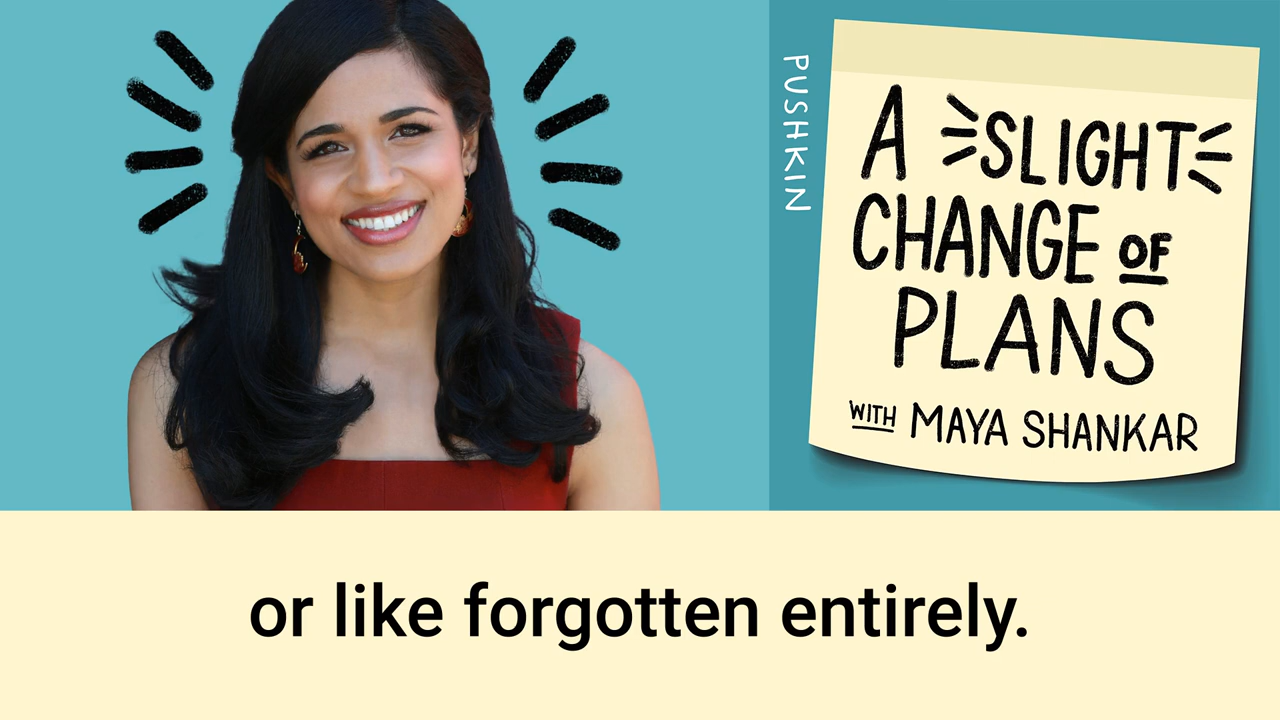 PUSHKIN
A SLIGHT
CHANGE OF
PLANS
WITH MAYA SHANKAR
or like forgotten entirely.